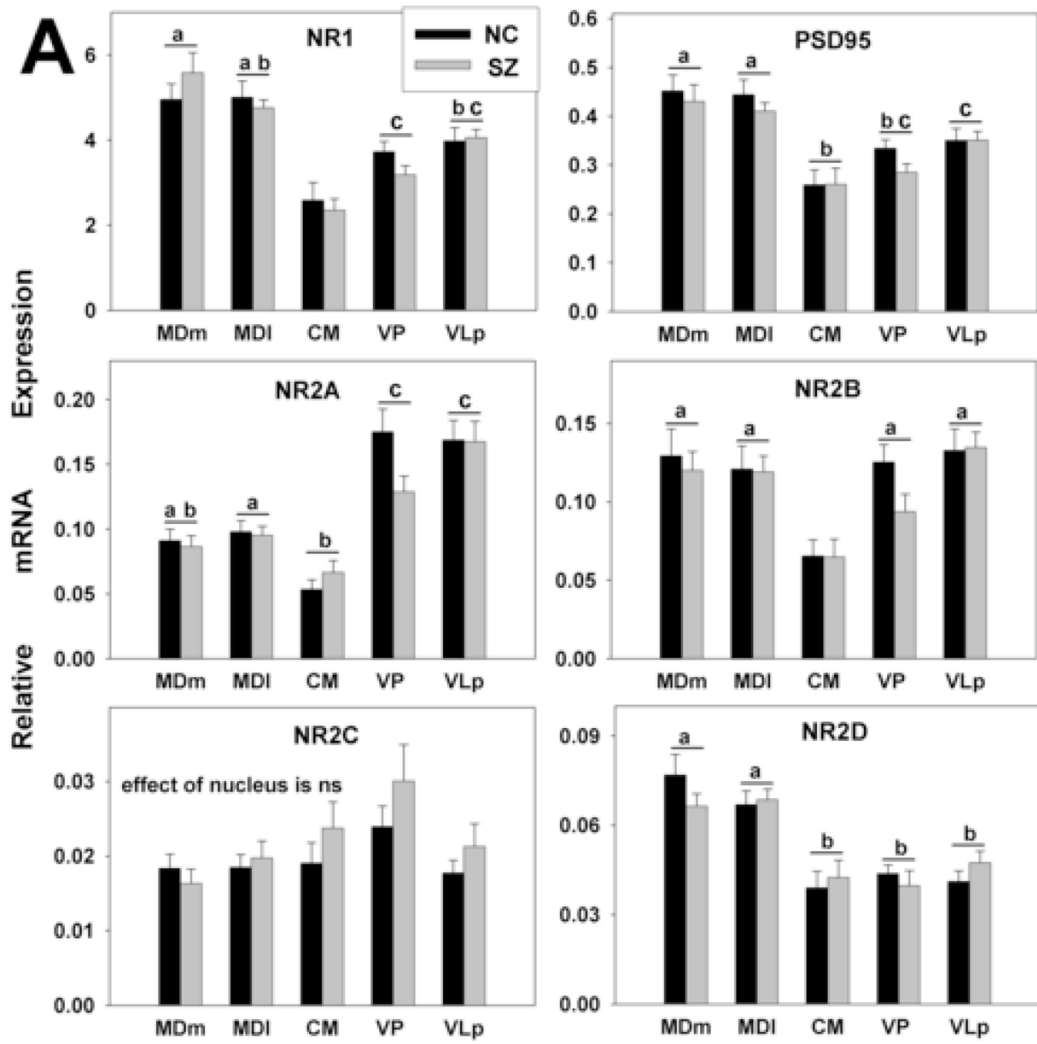 A
NR1
NC
SZ
6
4
2
0
a
a b
c
b c
MDm MDl CM VP VLp
PSD95
0.6
0.5
0.4
0.3
0.2
0.1
0.0
a
a
b
b c
c
MDm MDl CM VP VLp
Relative mRNA Expression
NR2A
0.20
0.15
0.10
0.05
0.00
a b
a
b
c
c
MDm MDl CM VP VLp
NR2B
0.15
0.10
0.05
0.00
a
a
a
a
MDm MDl CM VP VLp
NR2C
effect of nucleus is ns
0.03
0.02
0.01
0.00
MDm MDl CM VP VLp
NR2D
0.09
0.06
0.03
0.00
a
a
b
b
b
MDm MDl CM VP VLp